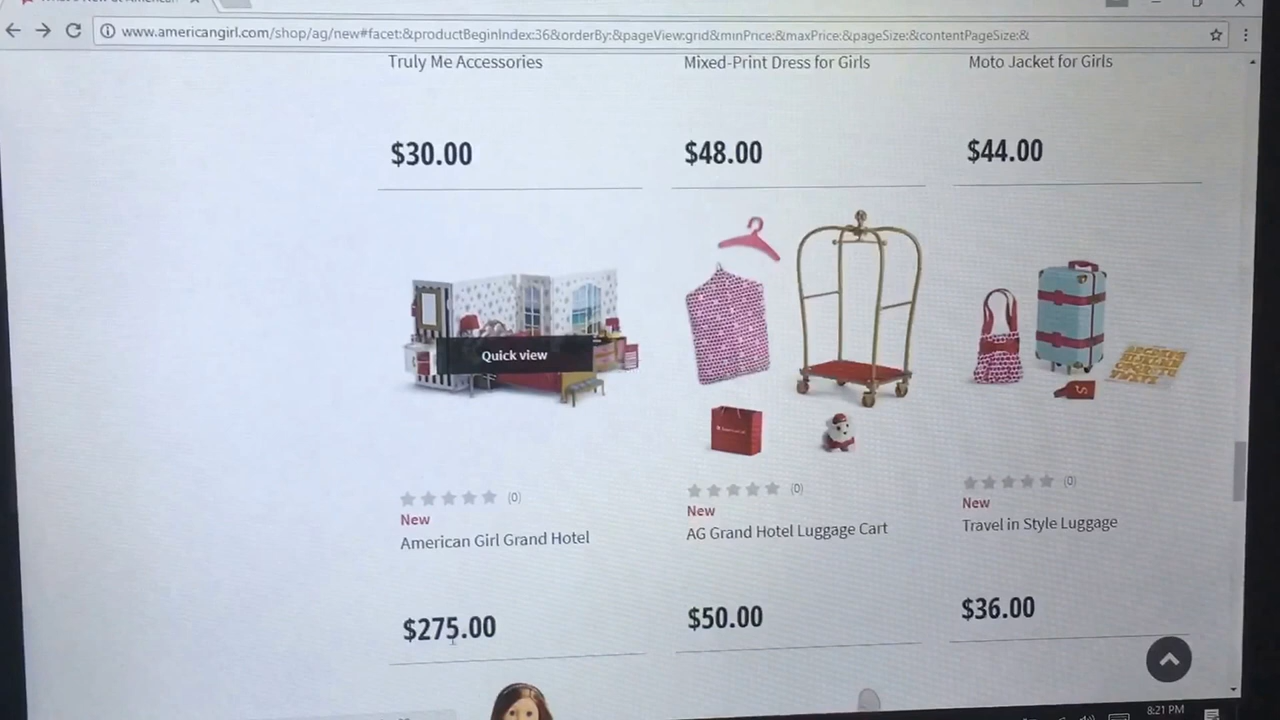 www.americangirl.com/shop/ag/new#facet:&productBeginIndex:36&orderBy:&pageView:grid&minPrice:&maxPrice:&pageSize:&contentPageSize:&
Truly Me Accessories
Mixed-Print Dress for Girls
Moto Jacket for Girls
$30.00
$48.00
$44.00
Quick view
(0)
(0)
(0)
New
New
New
American Girl Grand Hotel
AG Grand Hotel Luggage Cart
Travel in Style Luggage
$275.00
$50.00
$36.00
8:21 PM